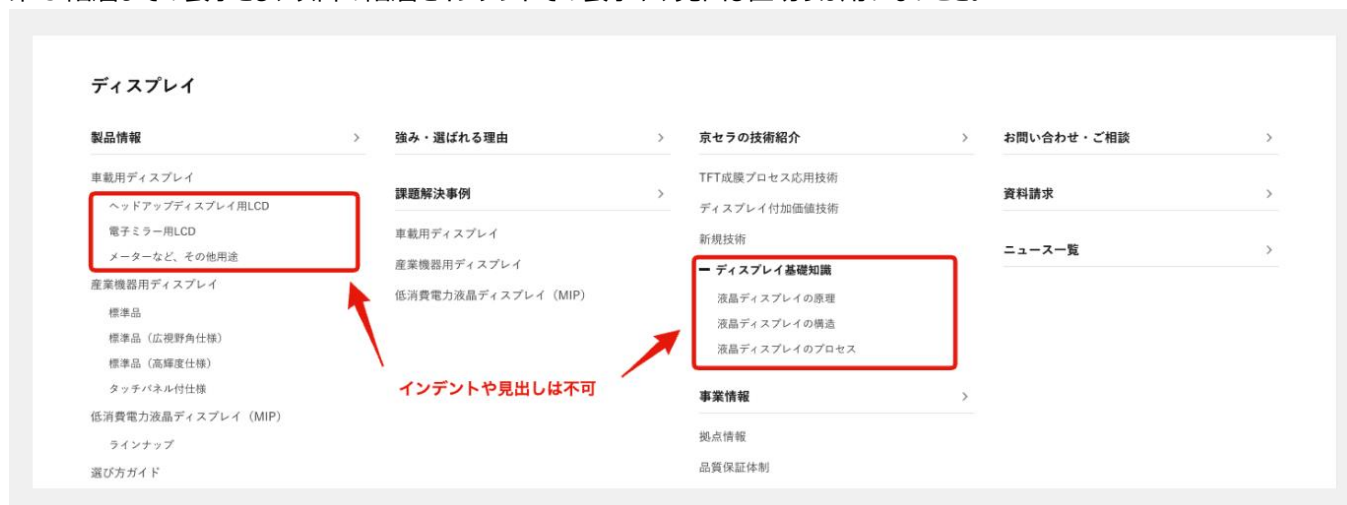 ディスプレイ
製品情報
車載用ディスプレイ
ヘッドアップディスプレイ用LCD
電子ミラー用LCD
メーターなど、その他用途
産業機器用ディスプレイ
標準品
標準品（広視野角仕様）
標準品（高輝度仕様）
タッチパネル付仕様
低消費電力液晶ディスプレイ（MIP）
ラインナップ
選び方ガイド
強み・選ばれる理由
課題解決事例
車載用ディスプレイ
産業機器用ディスプレイ
低消費電力液晶ディスプレイ（MIP）
インデントや見出しは不可
京セラの技術紹介
TFT成膜プロセス応用技術
ディスプレイ付加価値技術
新規技術
ー ディスプレイ基礎知識
液晶ディスプレイの原理
液晶ディスプレイの構造
液晶ディスプレイのプロセス
事業情報
拠点情報
品質保証体制
お問い合わせ・ご相談
資料請求
ニュース一覧